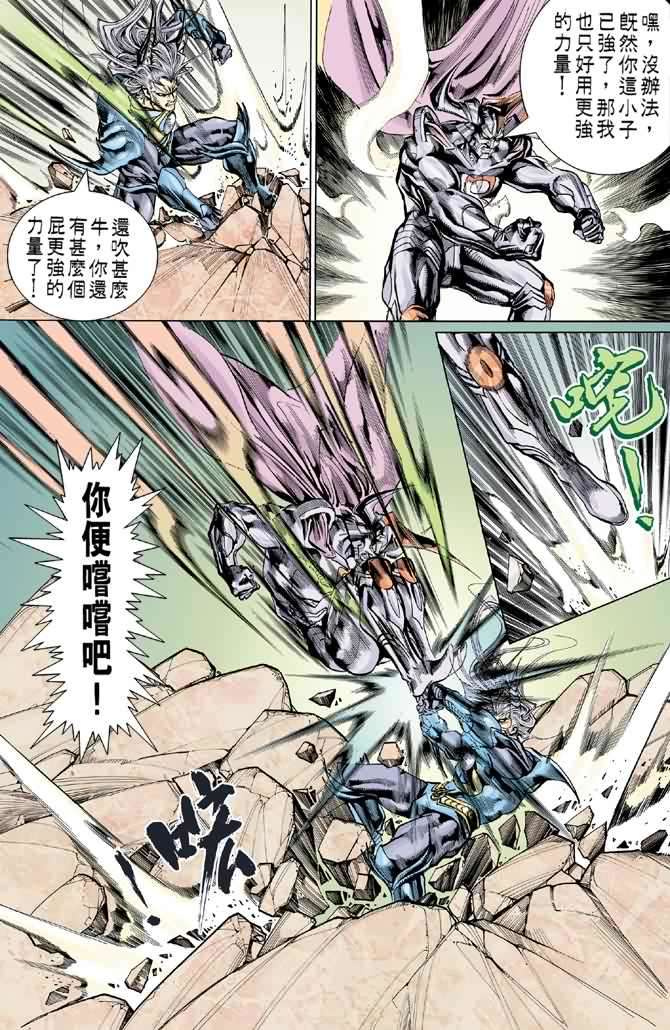 嘿，沒辦法，
既然你這小子
已強了，那我
也只好用更強
的力量！
還吹甚麼
牛，你還
有甚麼個
屁更強的
力量了！
咤！
你便嚐嚐吧！